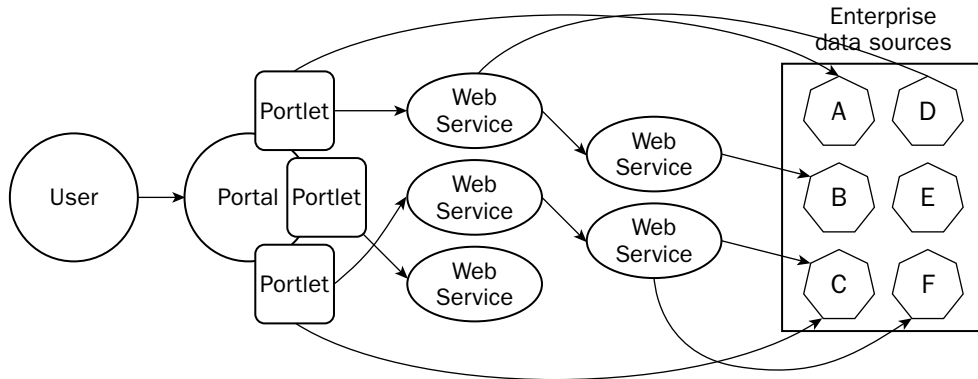 Enterprise
data sources
Portlet
Web
Service
A
D
Web
Service
User
Portal
Portlet
Web
Service
B
E
Web
Service
Portlet
Web
Service
C
F